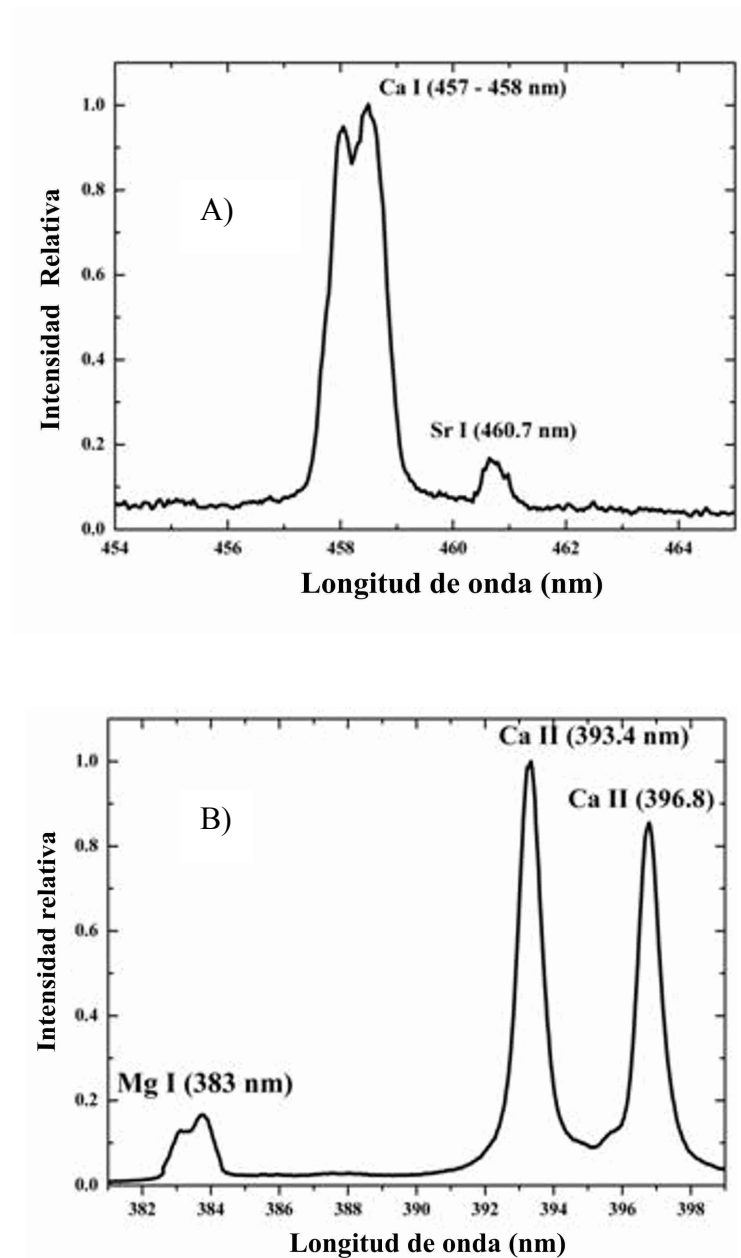 Ca I (457 - 458 nm)
1.0
A)
0.8
0.6
0.4
Sr I (460.7 nm)
0.2
0.0
454 456 458 460 462 464
Intensidad Relativa
Longitud de onda (nm)
Ca II (393.4 nm)
1.0
Ca II (396.8)
B)
0.8
0.6
0.4
Mg I (383 nm)
0.2
0.0
382 384 386 388 390 392 394 396 398
Intensidad relativa
Longitud de onda (nm)